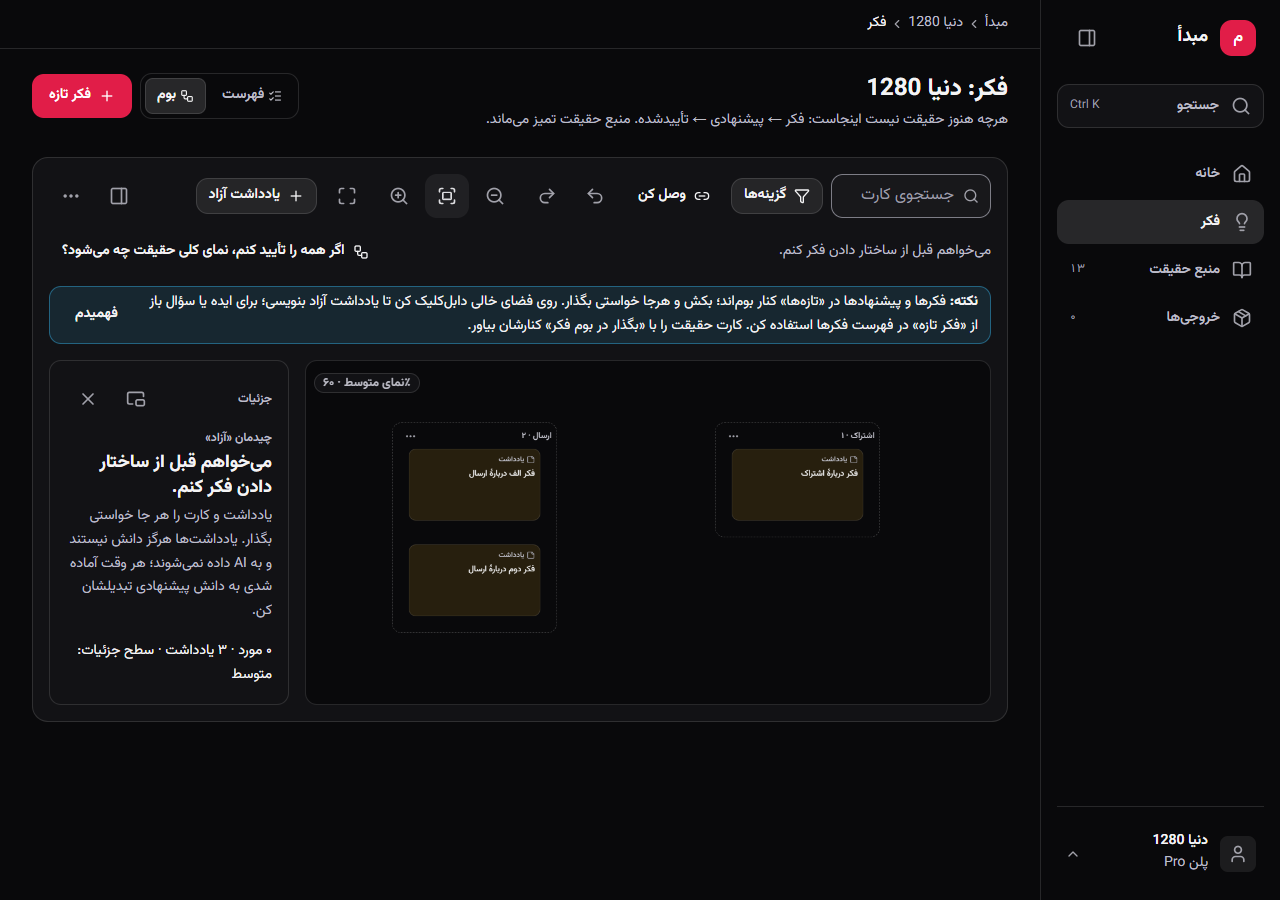 م
مبدأ
جستجو
Ctrl K
خانه
فکر
منبع حقیقت
۱۳
خروجی‌ها
۰
دنیا 1280
پلن Pro
مبدأ › دنیا 1280 › فکر
فکر: دنیا 1280
هرچه هنوز حقیقت نیست اینجاست: فکر ← پیشنهادی ← تأییدشده. منبع حقیقت تمیز می‌ماند.
فهرست
بوم
فکر تازه
جستجوی کارت
گزینه‌ها
وصل کن
یادداشت آزاد
می‌خواهم قبل از ساختار دادن فکر کنم.
اگر همه را تأیید کنم، نمای کلی حقیقت چه می‌شود؟
نکته: فکرها و پیشنهادها در «تازه‌ها» کنار بوم‌اند؛ بکش و هرجا خواستی بگذار. روی فضای خالی دابل‌کلیک کن تا یادداشت آزاد بنویسی؛ برای ایده یا سؤال باز
از «فکر تازه» در فهرست فکرها استفاده کن. کارت حقیقت را با «بگذار در بوم فکر» کنارشان بیاور.
فهمیدم
نمای متوسط · ۶۰٪
اشتراک · ۱
یادداشت
فکر دربارهٔ اشتراک
ارسال · ۲
یادداشت
فکر الف دربارهٔ ارسال
یادداشت
فکر دوم دربارهٔ ارسال
جزئیات
چیدمان «آزاد»
می‌خواهم قبل از ساختار
دادن فکر کنم.
یادداشت و کارت را هر جا خواستی
بگذار. یادداشت‌ها هرگز دانش نیستند
و به AI داده نمی‌شوند؛ هر وقت آماده
شدی به دانش پیشنهادی تبدیلشان
کن.
۰ مورد · ۳ یادداشت · سطح جزئیات:
متوسط